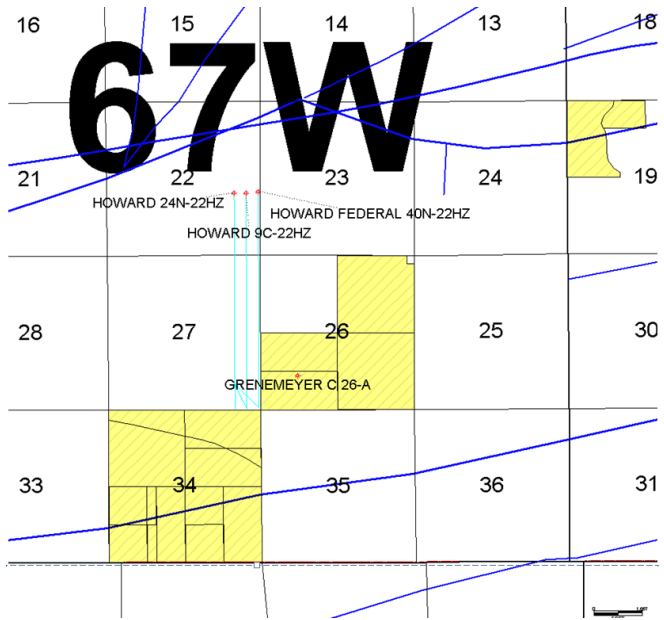 16 15 14 13 18
67W
21 22 23 24 19
HOWARD 24N-22HZ
HOWARD FEDERAL 40N-22HZ
HOWARD 9C-22HZ
28 27 26 25 30
GRENEMEYER C 26-A
33 34 35 36 31